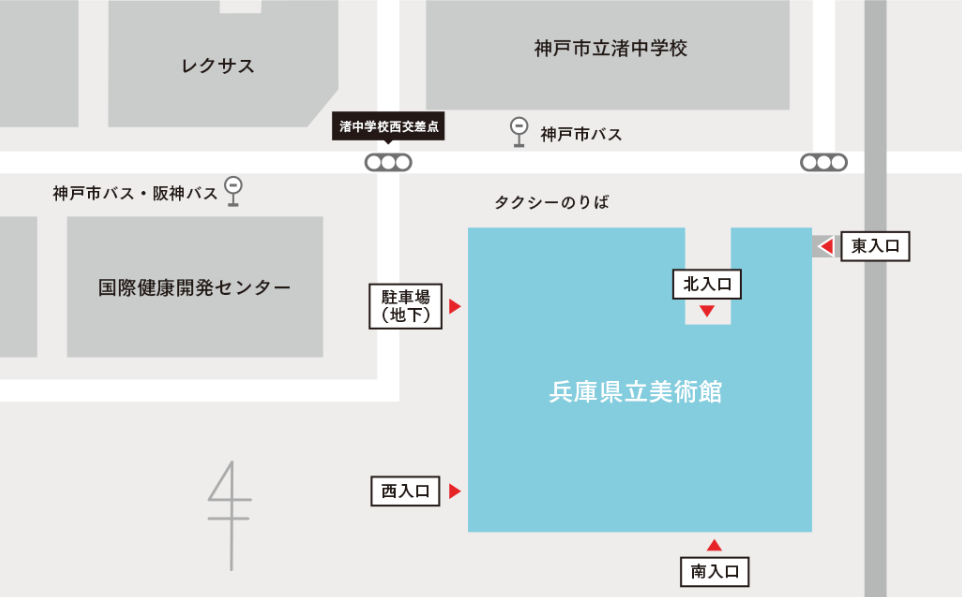 レクサス
神戸市立渚中学校
渚中学校西交差点
神戸市バス
神戸市バス・阪神バス
タクシーのりば
東入口
国際健康開発センター
北入口
駐車場
（地下）
兵庫県立美術館
西入口
南入口